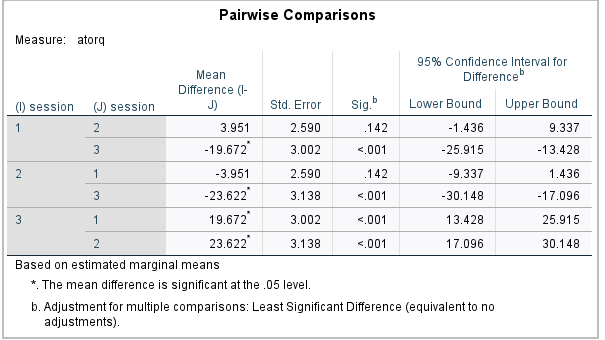 Pairwise Comparisons
Measure: atorq
(I) session (J) session Mean Difference (I-J) Std. Error Sig.b 95% Confidence Interval for Differenceb
Lower Bound Upper Bound
1 2 3.951 2.590 .142 -1.436 9.337
3 -19.672* 3.002 <.001 -25.915 -13.428
2 1 -3.951 2.590 .142 -9.337 1.436
3 -23.622* 3.138 <.001 -30.148 -17.096
3 1 19.672* 3.002 <.001 13.428 25.915
2 23.622* 3.138 <.001 17.096 30.148
Based on estimated marginal means
*. The mean difference is significant at the .05 level.
b. Adjustment for multiple comparisons: Least Significant Difference (equivalent to no
adjustments).